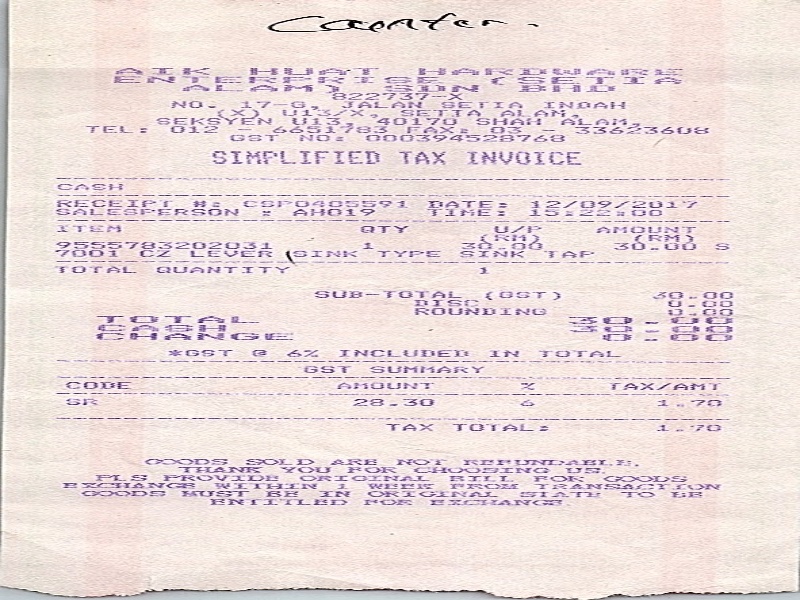 Counter.
AIK HUAT HARDWARE
ENTERPRISE (SETIA
ALAM) SDN BHD
822737-X
NO. 17-G, JALAN SETIA INDAH
(X) U13/X, SETIA ALAM,
SEKSYEN U13, 40170 SHAH ALAM,
TEL: 012 - 6651783 FAX: 03 - 33623608
GST NO: 000394528768
SIMPLIFIED TAX INVOICE
CASH
RECEIPT #: CSP0405591 DATE: 12/09/2017
SALESPERSON : AH019 TIME: 15:22:00
ITEM QTY U/P AMOUNT
(RM) (RM)
9555783202031 1 30.00 30.00 S
7001 CZ LEVER SINK TYPE SINK TAP
TOTAL QUANTITY 1
SUB-TOTAL (GST) 30.00
DISC 0.00
ROUNDING 0.00
TOTAL 30.00
CASH 30.00
CHANGE 0.00
*GST @ 6% INCLUDED IN TOTAL
GST SUMMARY
CODE AMOUNT % TAX/AMT
SR 28.30 6 1.70
TAX TOTAL: 1.70
GOODS SOLD ARE NOT REFUNDABLE,
THANK YOU FOR CHOOSING US.
PLS PROVIDE ORIGINAL BILL FOR GOODS
EXCHANGE WITHIN 1 WEEK FROM TRANSACTION
GOODS MUST BE IN ORIGINAL STATE TO BE
ENTITLED FOR EXCHANGE.